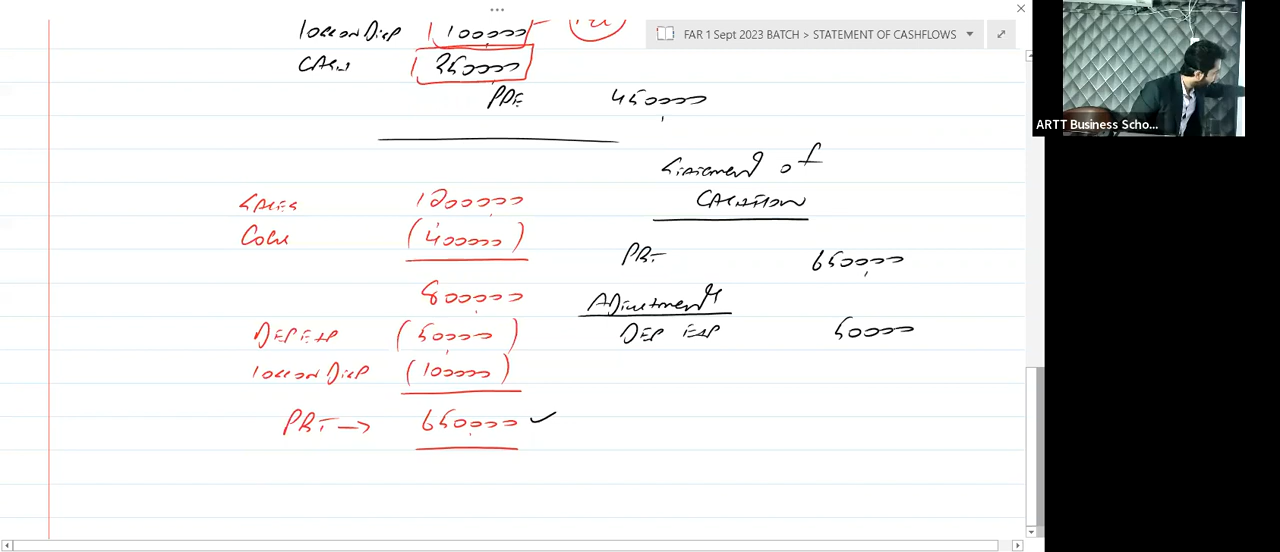 Loss on Disp 100000
FAR 1 Sept 2023 BATCH > STATEMENT OF CASHFLOWS
CASH 350000
PPE 450000
ARTT Business Scho...
Statement of
CASHFLOW
SALES 1200000
COGS (400000)
PBT 650000
800000
Adjustments
DEP EXP (50000)
DEP EXP 50000
Loss on Disp (100000)
PBT → 650000 ✓